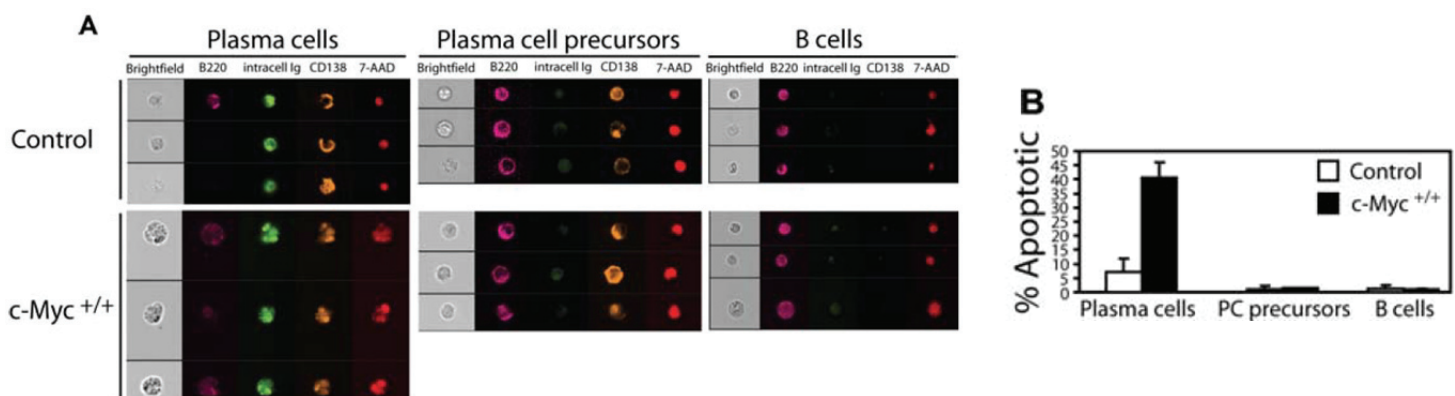 A
Plasma cells
Brightfield B220 intracell Ig CD138 7-AAD
Plasma cell precursors
Brightfield B220 intracell Ig CD138 7-AAD
B cells
Brightfield B220 intracell Ig CD138 7-AAD
Control
c-Myc +/+
B
% Apoptotic
50
45
40
35
30
25
20
15
10
5
0
Control
c-Myc +/+
Plasma cells PC precursors B cells